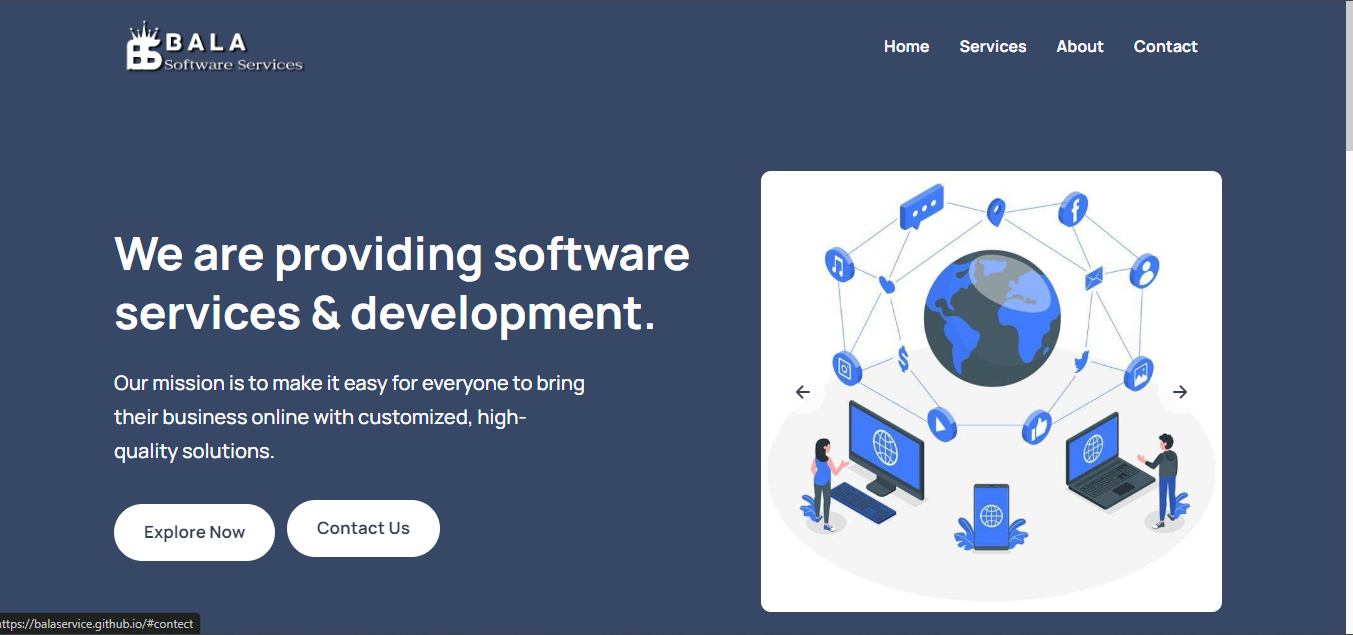 BALA
Software Services
Home Services About Contact
We are providing software
services & development.
Our mission is to make it easy for everyone to bring
their business online with customized, high-
quality solutions.
Explore Now Contact Us
ttps://balaservice.github.io/#contect